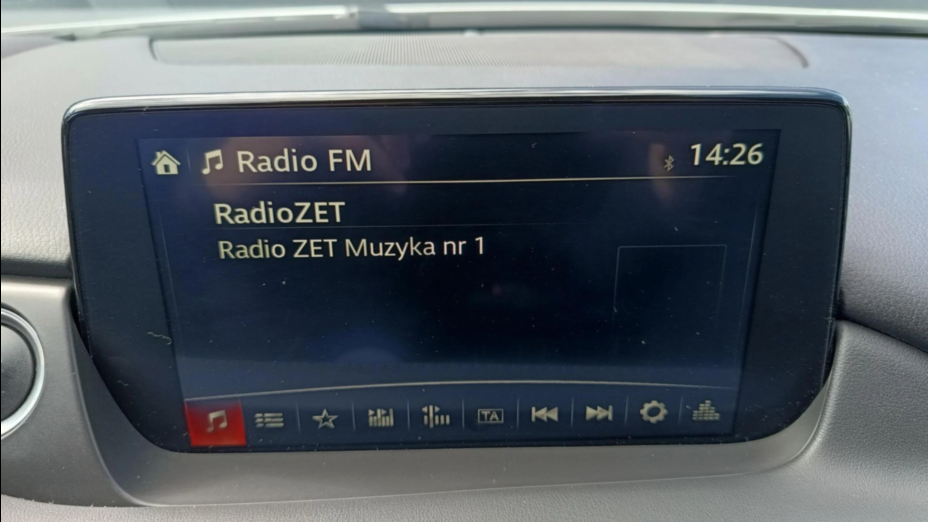 Radio FM
14:26
RadioZET
Radio ZET Muzyka nr 1
TA